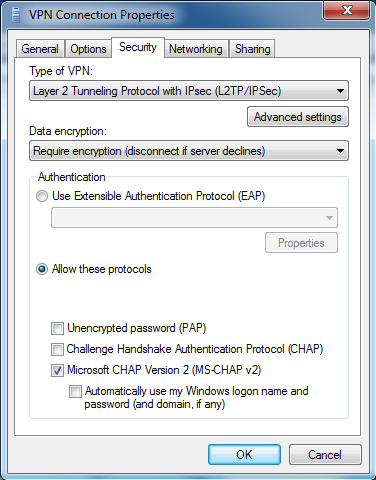 VPN Connection Properties
General Options Security Networking Sharing
Type of VPN:
Layer 2 Tunneling Protocol with IPsec (L2TP/IPSec)
Advanced settings
Data encryption:
Require encryption (disconnect if server declines)
Authentication
Use Extensible Authentication Protocol (EAP)
Properties
Allow these protocols
Unencrypted password (PAP)
Challenge Handshake Authentication Protocol (CHAP)
Microsoft CHAP Version 2 (MS-CHAP v2)
Automatically use my Windows logon name and
password (and domain, if any)
OK Cancel